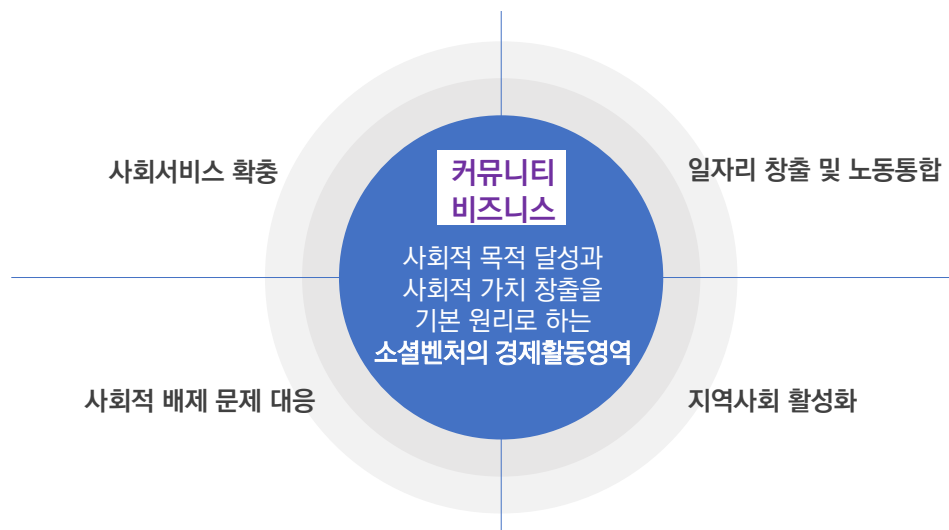 사회서비스 확충
일자리 창출 및 노동통합
커뮤니티
비즈니스
사회적 목적 달성과
사회적 가치 창출을
기본 원리로 하는
소셜벤처의 경제활동영역
사회적 배제 문제 대응
지역사회 활성화